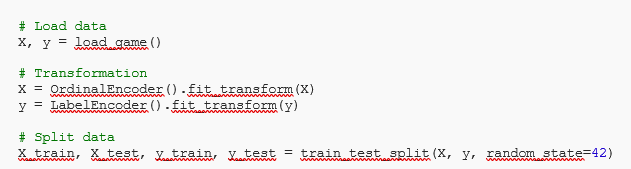 # Load data
X, y = load_game()
# Transformation
X = OrdinalEncoder().fit_transform(X)
y = LabelEncoder().fit_transform(y)
# Split data
X_train, X_test, y_train, y_test = train_test_split(X, y, random_state=42)